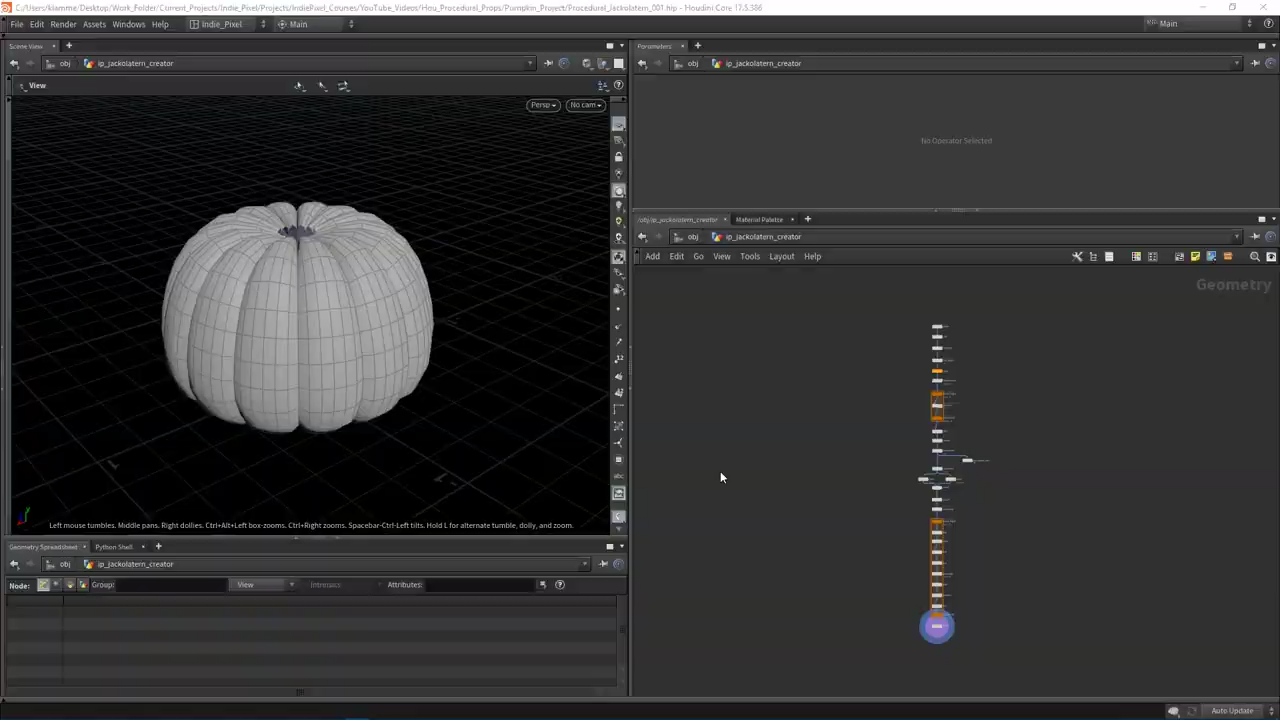 C:/Users/klamme/Desktop/Work_Folder/Current_Projects/Indie_Pixel/Projects/IndiePixel_Courses/YouTube_Videos/Hou_Procedural_Props/Pumpkin_Project/Procedural_Jackolatern_001.hip - Houdini Core 17.5.386
File Edit Render Assets Windows Help Indie_Pixel Main Main
Scene View
obj ip_jackolatern_creator
View
Persp No cam
Left mouse tumbles. Middle pans. Right dollies. Ctrl+Alt+Left box-zooms. Ctrl+Right zooms. Spacebar-Ctrl-Left tilts. Hold L for alternate tumble, dolly, and zoom.
Geometry Spreadsheet Python Shell
obj ip_jackolatern_creator
Node: Group: View Intrinsics Attributes:
Parameters
obj ip_jackolatern_creator
No Operator Selected
/obj/ip_jackolatern_creator Material Palette
obj ip_jackolatern_creator
Add Edit Go View Tools Layout Help
Geometry
Auto Update